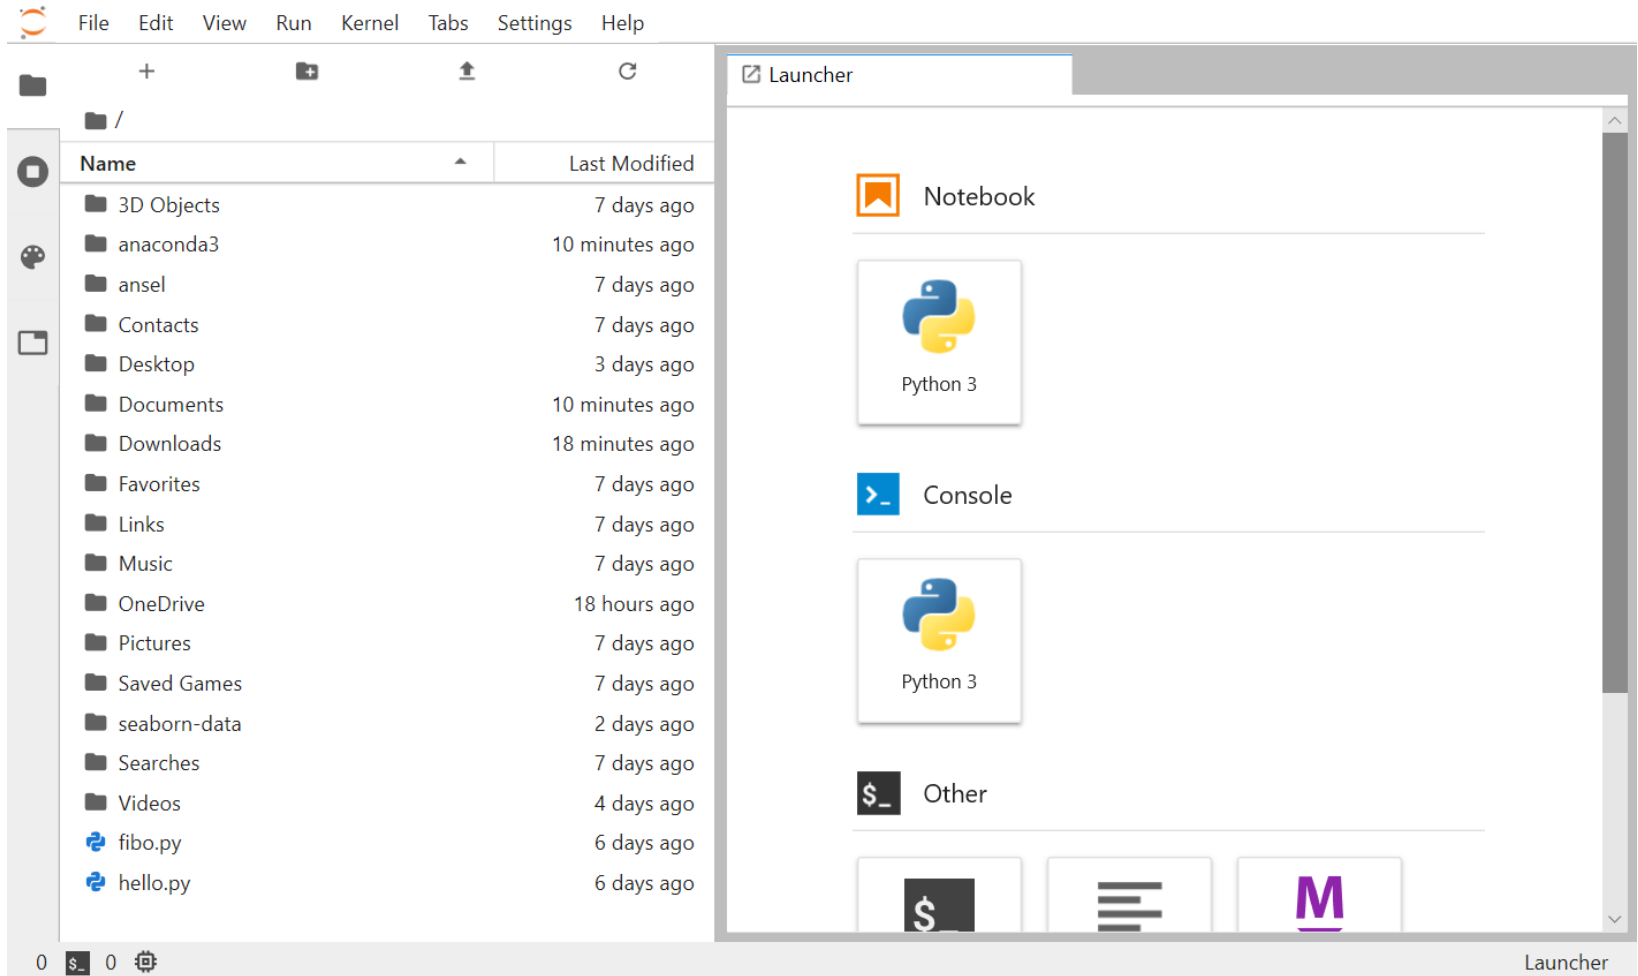 File Edit View Run Kernel Tabs Settings Help
/
Name Last Modified
3D Objects 7 days ago
anaconda3 10 minutes ago
ansel 7 days ago
Contacts 7 days ago
Desktop 3 days ago
Documents 10 minutes ago
Downloads 18 minutes ago
Favorites 7 days ago
Links 7 days ago
Music 7 days ago
OneDrive 18 hours ago
Pictures 7 days ago
Saved Games 7 days ago
seaborn-data 2 days ago
Searches 7 days ago
Videos 4 days ago
fibo.py 6 days ago
hello.py 6 days ago
Launcher
Notebook
Python 3
Console
Python 3
$_ Other
$_ M
0 $_ 0 Launcher